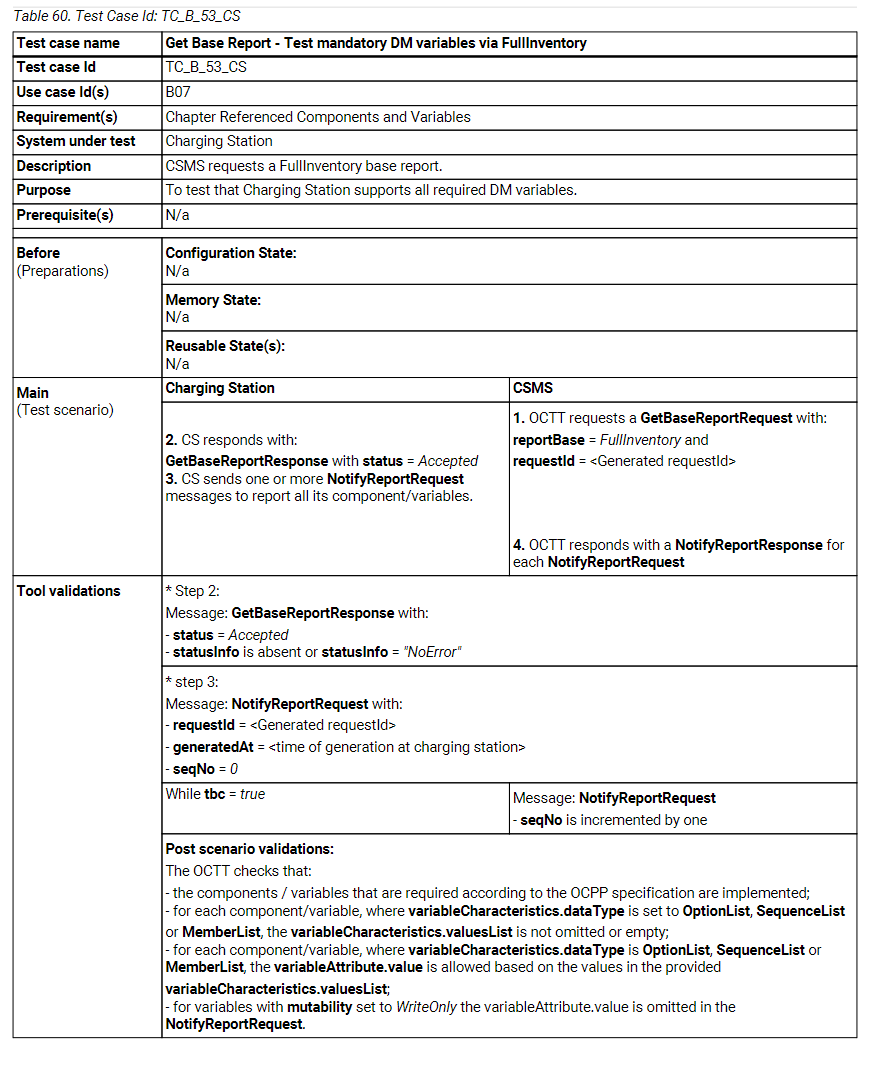 Table 60. Test Case Id: TC_B_53_CS
Test case name Get Base Report - Test mandatory DM variables via FullInventory
Test case Id TC_B_53_CS
Use case Id(s) B07
Requirement(s) Chapter Referenced Components and Variables
System under test Charging Station
Description CSMS requests a FullInventory base report.
Purpose To test that Charging Station supports all required DM variables.
Prerequisite(s) N/a
Before
(Preparations)
Configuration State:
N/a
Memory State:
N/a
Reusable State(s):
N/a
Main
(Test scenario)
Charging Station
2. CS responds with:
GetBaseReportResponse with status = Accepted
3. CS sends one or more NotifyReportRequest
messages to report all its component/variables.
CSMS
1. OCTT requests a GetBaseReportRequest with:
reportBase = FullInventory and
requestId = <Generated requestId>
4. OCTT responds with a NotifyReportResponse for
each NotifyReportRequest
Tool validations
* Step 2:
Message: GetBaseReportResponse with:
- status = Accepted
- statusInfo is absent or statusInfo = "NoError"
* step 3:
Message: NotifyReportRequest with:
- requestId = <Generated requestId>
- generatedAt = <time of generation at charging station>
- seqNo = 0
While tbc = true
Message: NotifyReportRequest
- seqNo is incremented by one
Post scenario validations:
The OCTT checks that:
- the components / variables that are required according to the OCPP specification are implemented;
- for each component/variable, where variableCharacteristics.dataType is set to OptionList, SequenceList
or MemberList, the variableCharacteristics.valuesList is not omitted or empty;
- for each component/variable, where variableCharacteristics.dataType is OptionList, SequenceList or
MemberList, the variableAttribute.value is allowed based on the values in the provided
variableCharacteristics.valuesList;
- for variables with mutability set to WriteOnly the variableAttribute.value is omitted in the
NotifyReportRequest.